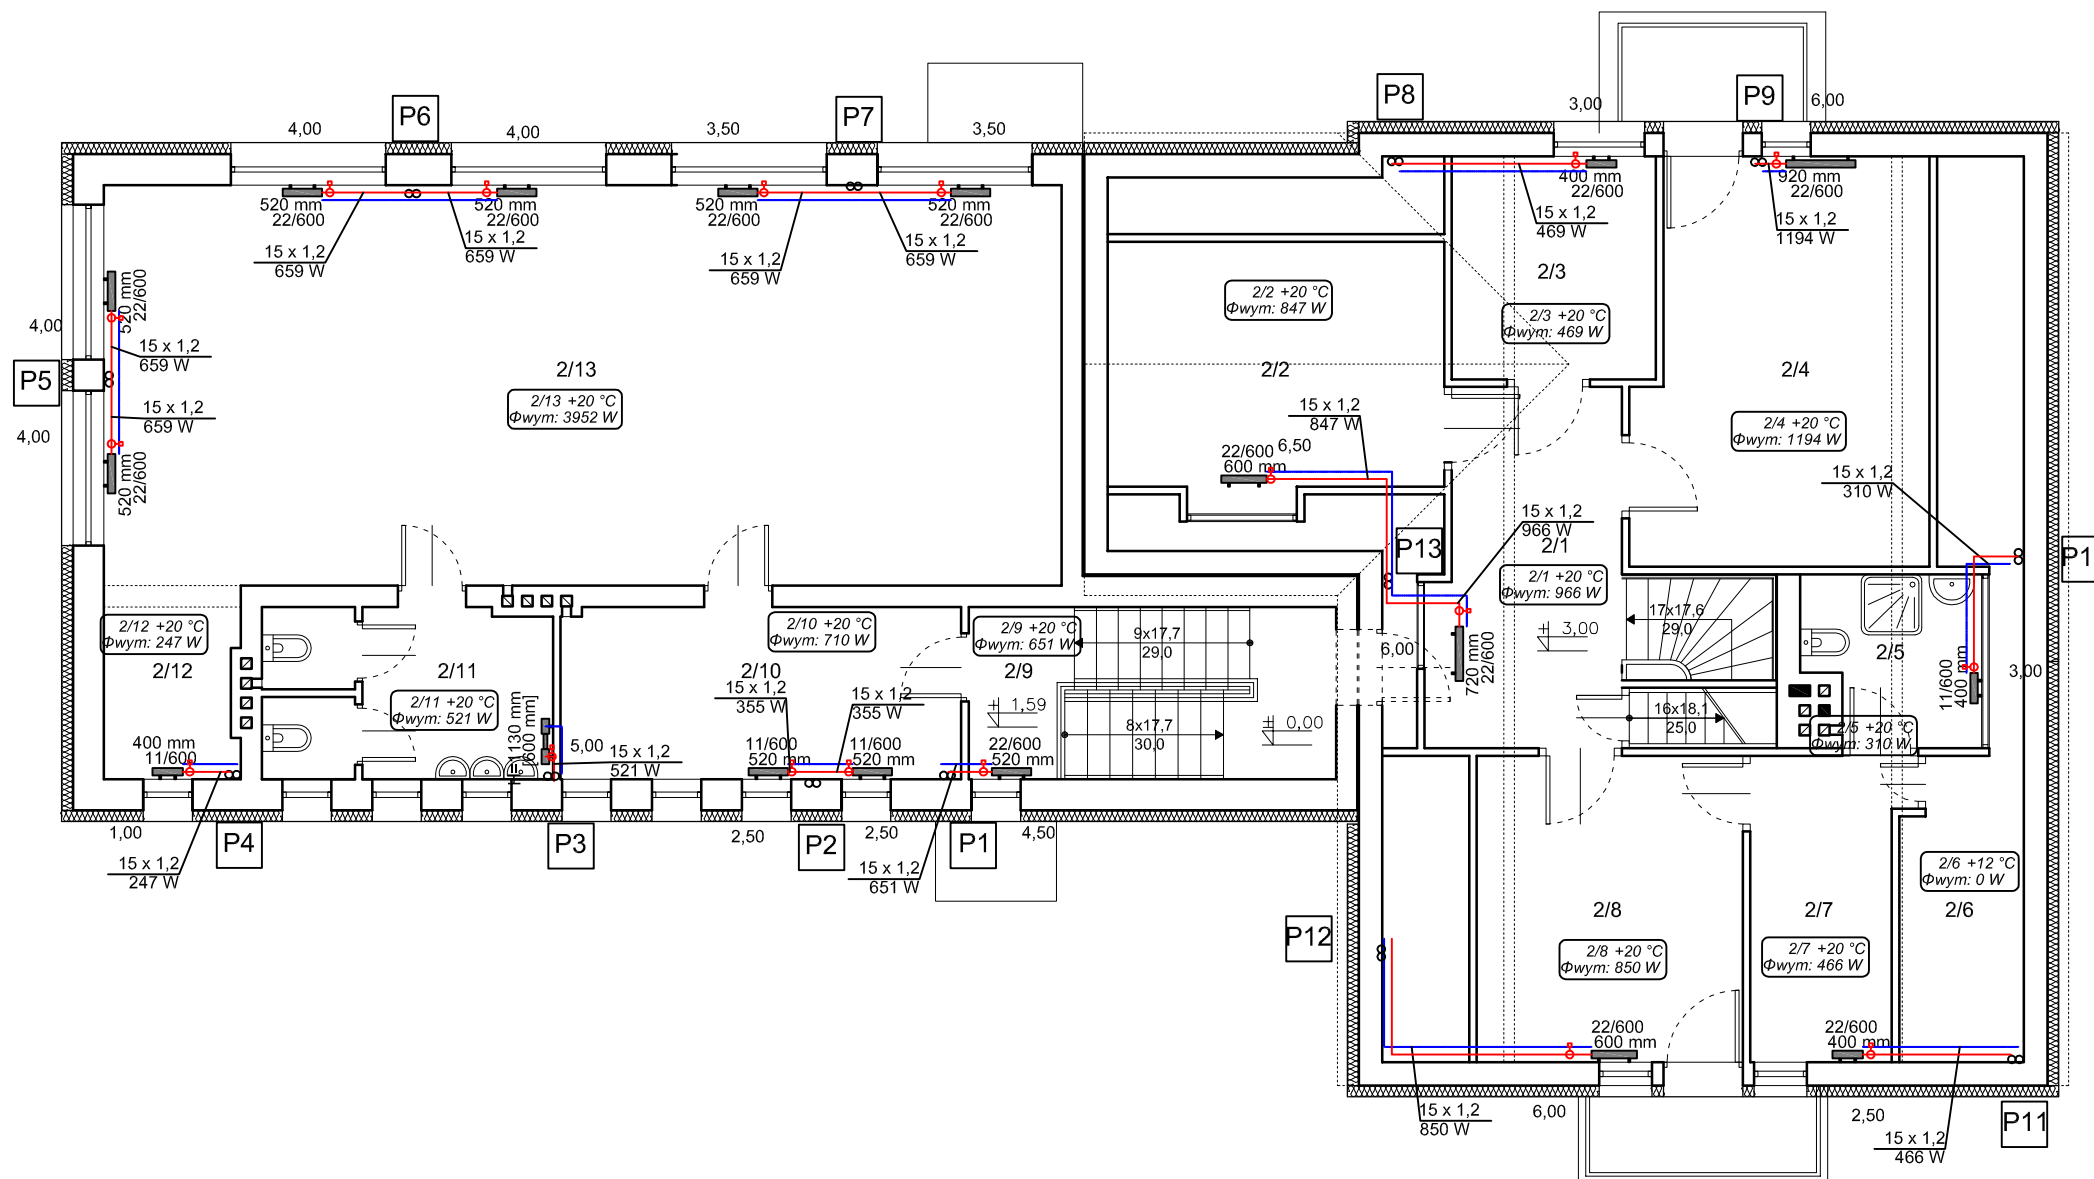 P6
P7
P8
P9
4,00
4,00
3,50
3,50
3,00
6,00
520 mm
22/600
520 mm
22/600
520 mm
22/600
520 mm
22/600
400 mm
22/600
920 mm
22/600
15 x 1,2
659 W
15 x 1,2
659 W
15 x 1,2
659 W
15 x 1,2
659 W
15 x 1,2
469 W
15 x 1,2
1194 W
2/3
2/3 +20 °C
Φwym: 469 W
2/2 +20 °C
Φwym: 847 W
2/2
520 mm
22/600
4,00
15 x 1,2
659 W
P5
15 x 1,2
659 W
4,00
520 mm
22/600
2/13
2/13 +20 °C
Φwym: 3952 W
15 x 1,2
847 W
22/600
600 mm
6,50
2/4
2/4 +20 °C
Φwym: 1194 W
15 x 1,2
310 W
15 x 1,2
966 W
P13
2/1
2/1 +20 °C
Φwym: 966 W
P1
17x17,6
29,0
+ 3,00
2/12 +20 °C
Φwym: 247 W
2/12
2/11
2/11 +20 °C
Φwym: 521 W
2/10 +20 °C
Φwym: 710 W
2/10
2/9 +20 °C
Φwym: 651 W
2/9
9x17,7
29,0
8x17,7
30,0
± 1,59
± 0,00
6,00
720 mm
22/600
2/5
11/600
400 mm
3,00
16x18,1
25,0
2/5 +20 °C
Φwym: 310 W
15 x 1,2
355 W
15 x 1,2
355 W
H=1130 mm
[600 mm]
5,00
15 x 1,2
521 W
400 mm
11/600
11/600
520 mm
11/600
520 mm
22/600
520 mm
1,00
P4
P3
2,50
P2
2,50
P1
4,50
15 x 1,2
247 W
15 x 1,2
651 W
2/6 +12 °C
Φwym: 0 W
2/6
2/8
2/8 +20 °C
Φwym: 850 W
2/7
2/7 +20 °C
Φwym: 466 W
P12
22/600
600 mm
22/600
400 mm
15 x 1,2
850 W
6,00
2,50
15 x 1,2
466 W
P11